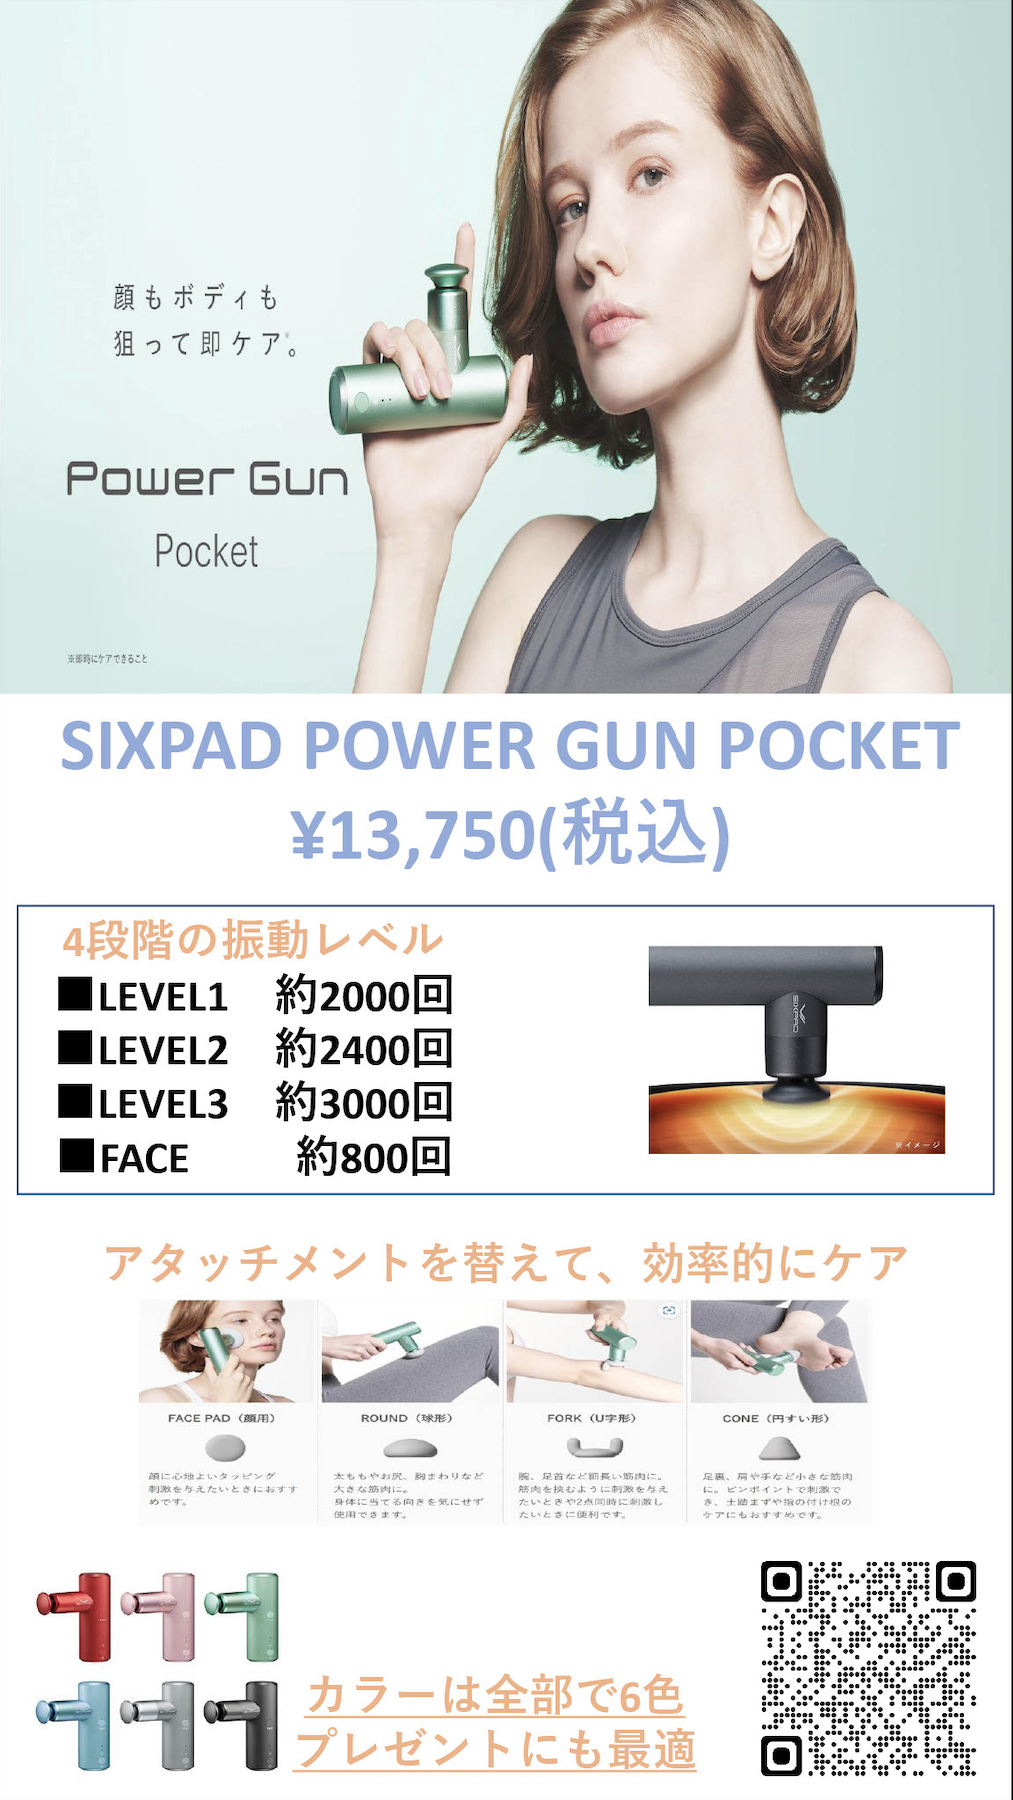 顔もボディも
狙って即ケア※。
Power Gun
Pocket
※即時にケアできること
SIXPAD POWER GUN POCKET
¥13,750(税込)
4段階の振動レベル
■LEVEL1 約2000回
■LEVEL2 約2400回
■LEVEL3 約3000回
■FACE 約800回
SIXPAD
※イメージ
アタッチメントを替えて、効率的にケア
FACE PAD（顔用）
顔に心地よいタッピング
刺激を与えたいときにおすす
めです。
ROUND（球形）
太ももやお尻、胸まわりなど
大きな筋肉に。
身体に当てる向きを気にせず
使用できます。
FORK（U字形）
腕、足首など細長い筋肉に。
筋肉を挟むように刺激を与え
たいときや2点同時に刺激し
たいときに便利です。
CONE（円すい形）
足裏、肩や手など小さな筋肉
に。ピンポイントで刺激で
き、土踏まずや指の付け根の
ケアにもおすすめです。
カラーは全部で6色
プレゼントにも最適